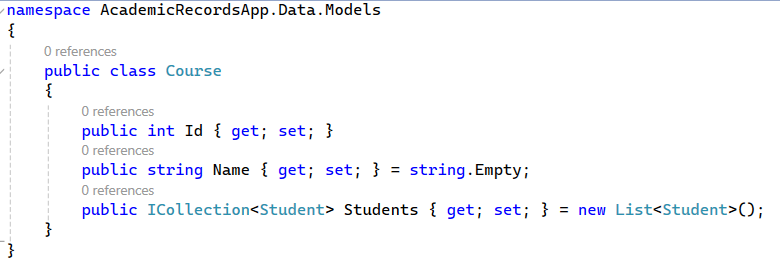 namespace AcademicRecordsApp.Data.Models
{
0 references
public class Course
{
0 references
public int Id { get; set; }
0 references
public string Name { get; set; } = string.Empty;
0 references
public ICollection<Student> Students { get; set; } = new List<Student>();
}
}